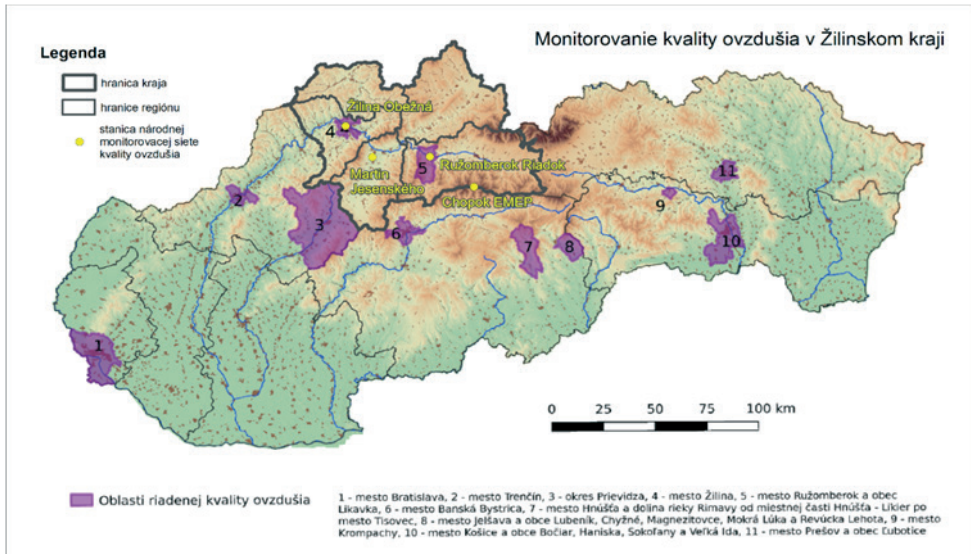 Monitorovanie kvality ovzdušia v Žilinskom kraji
Legenda
hranica kraja
hranice regiónu
stanica národnej
monitorovacej siete
kvality ovzdušia
Žilina Obežná
4
Ružomberok Riadok
5
Martin
Jesenského
Chopok EMEP
11
2
9
3
6
7
8
10
1
0 25 50 75 100 km
Oblasti riadenej kvality ovzdušia
1 - mesto Bratislava, 2 - mesto Trenčín, 3 - okres Prievidza, 4 - mesto Žilina, 5 - mesto Ružomberok a obec
Likavka, 6 - mesto Banská Bystrica, 7 - mesto Hnúšťa a dolina rieky Rimavy od miestnej časti Hnúšťa - Likier po
mesto Tisovec, 8 - mesto Jelšava a obce Lubeník, Chyžné, Magnezitovce, Mokrá Lúka a Revúcka Lehota, 9 - mesto
Krompachy, 10 - mesto Košice a obce Bočiar, Haniska, Sokoľany a Veľká Ida, 11 - mesto Prešov a obec Ľubotice